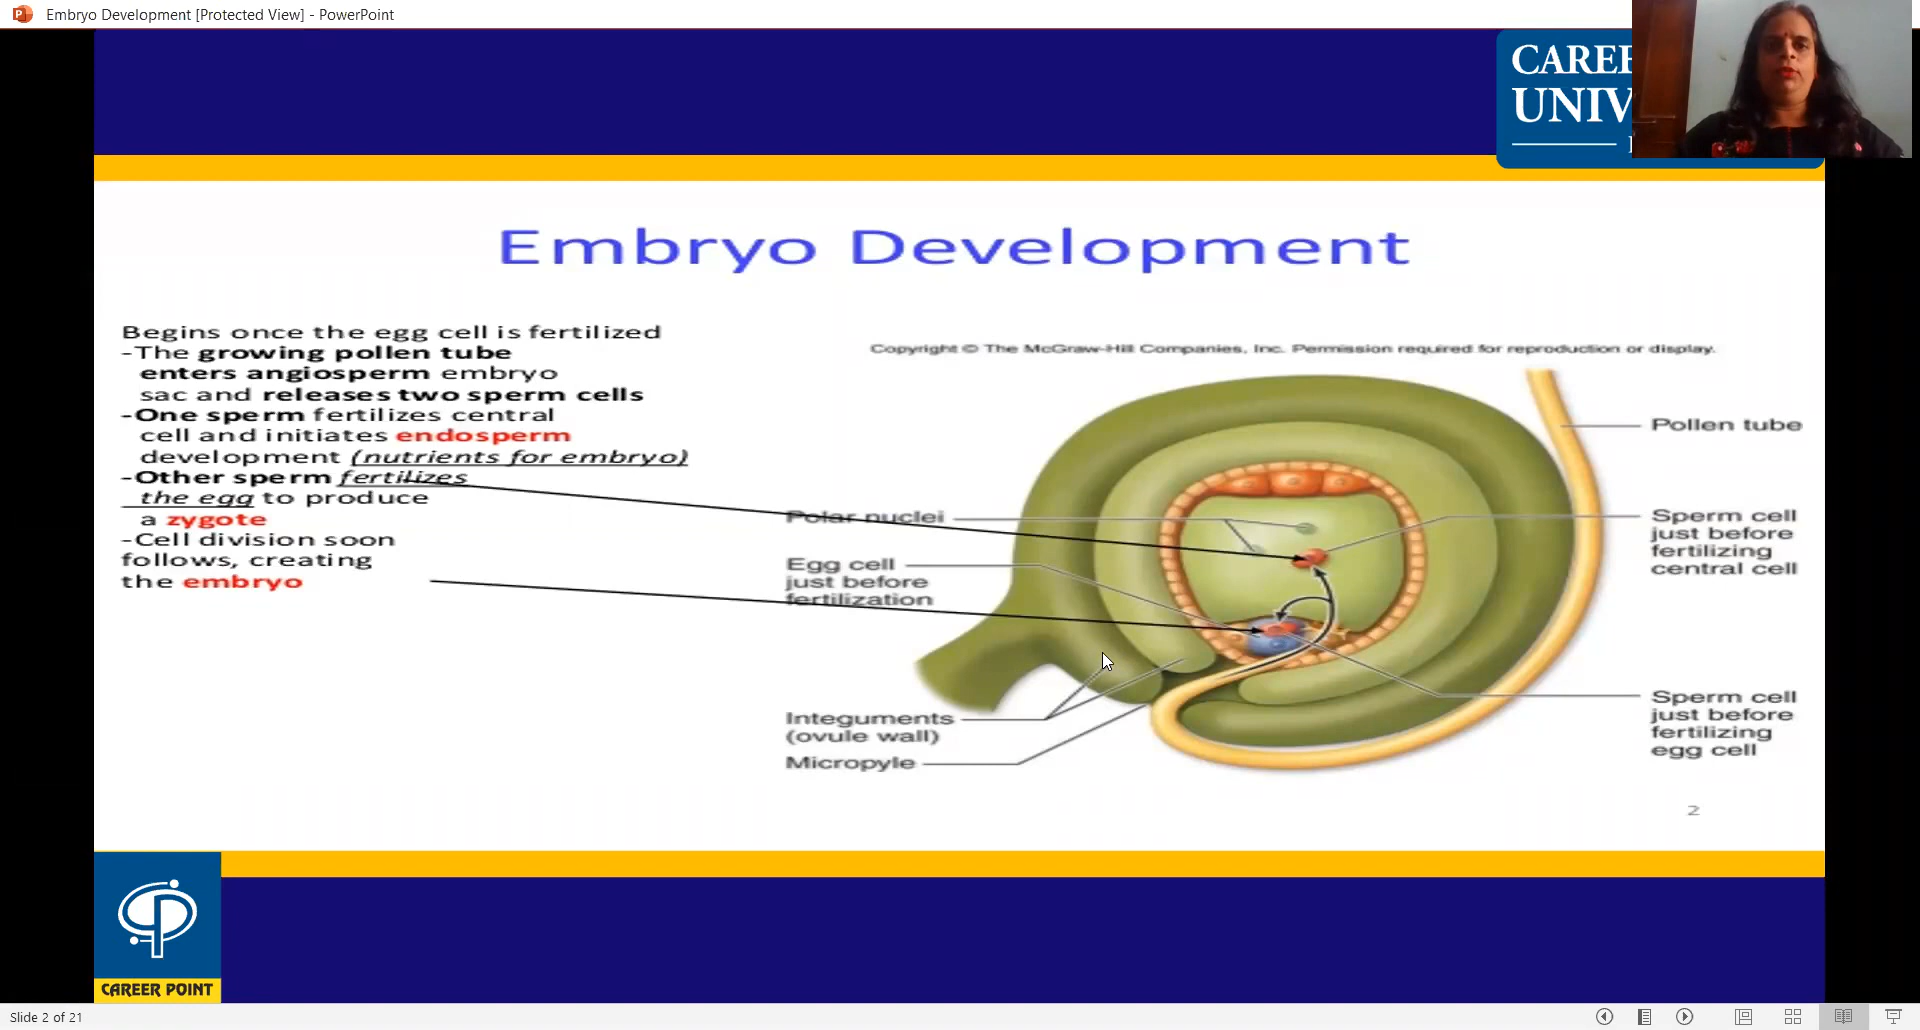 Embryo Development [Protected View] - PowerPoint
CAREE
UNIV
Embryo Development
Begins once the egg cell is fertilized
-The growing pollen tube
enters angiosperm embryo
sac and releases two sperm cells
-One sperm fertilizes central
cell and initiates endosperm
development (nutrients for embryo)
-Other sperm fertilizes
the egg to produce
a zygote
-Cell division soon
follows, creating
the embryo
Copyright © The McGraw-Hill Companies, Inc. Permission required for reproduction or display.
Pollen tube
Polar nuclei
Egg cell
just before
fertilization
Integuments
(ovule wall)
Micropyle
Sperm cell
just before
fertilizing
central cell
Sperm cell
just before
fertilizing
egg cell
2
CAREER POINT
Slide 2 of 21